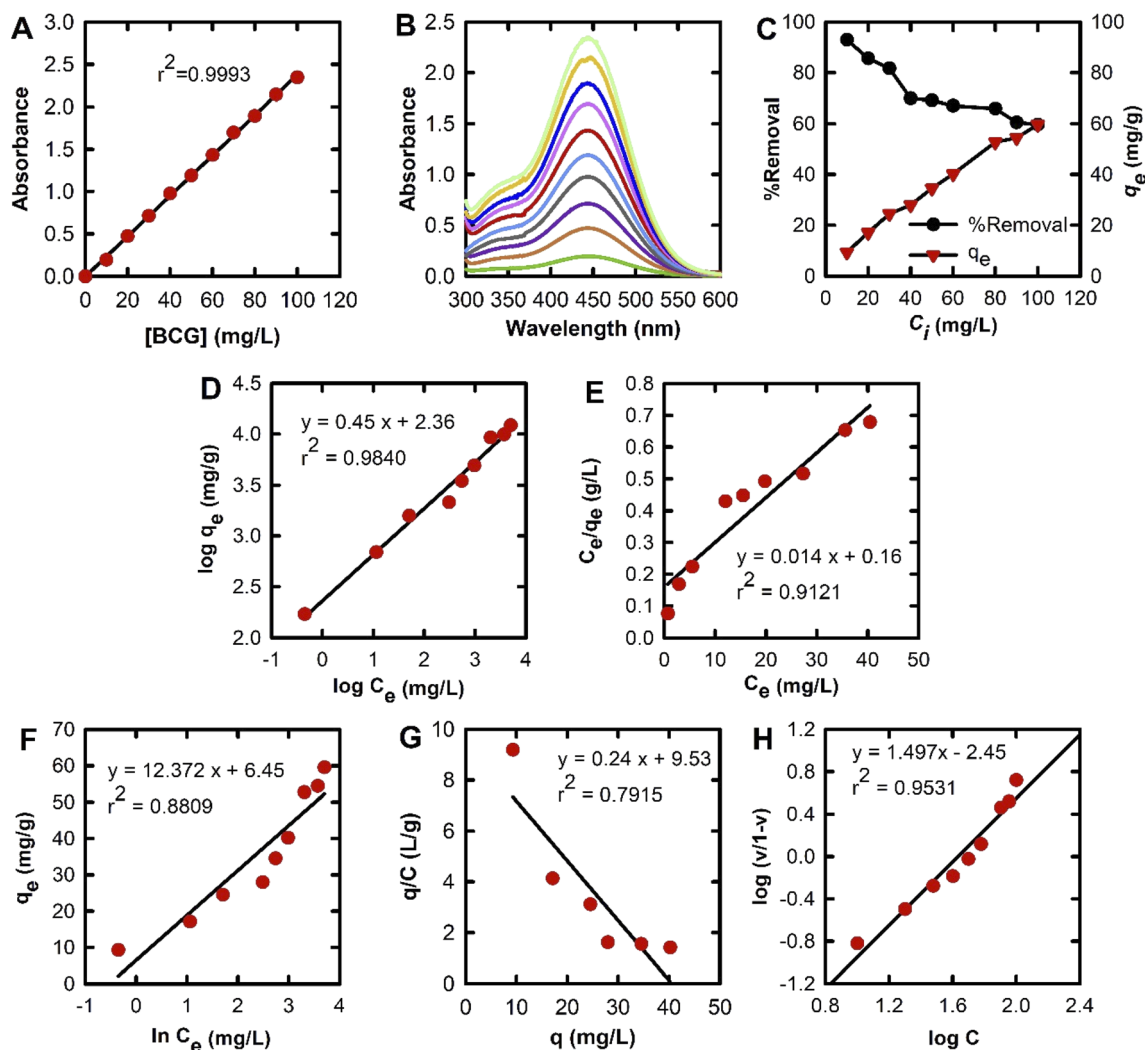 A
3.0
2.5
2.0
1.5
1.0
0.5
0.0
Absorbance
r²=0.9993
0 20 40 60 80 100 120
[BCG] (mg/L)
B
2.5
2.0
1.5
1.0
0.5
0.0
Absorbance
300 350 400 450 500 550 600
Wavelength (nm)
C
100
80
60
40
20
0
%Removal
%Removal
qe
100
80
60
40
20
0
qe (mg/g)
0 20 40 60 80 100 120
Ci (mg/L)
D
4.5
4.0
3.5
3.0
2.5
2.0
log qe (mg/g)
y = 0.45 x + 2.36
r² = 0.9840
-1 0 1 2 3 4
log Ce (mg/L)
E
0.8
0.7
0.6
0.5
0.4
0.3
0.2
0.1
0.0
Ce/qe (g/L)
y = 0.014 x + 0.16
r² = 0.9121
0 10 20 30 40 50
Ce (mg/L)
F
70
60
50
40
30
20
10
0
qe (mg/g)
y = 12.372 x + 6.45
r² = 0.8809
-1 0 1 2 3 4
ln Ce (mg/L)
G
10
8
6
4
2
0
q/C (L/g)
y = 0.24 x + 9.53
r² = 0.7915
0 10 20 30 40 50
q (mg/L)
H
1.2
0.8
0.4
0.0
-0.4
-0.8
-1.2
log (v/1-v)
y = 1.497x - 2.45
r² = 0.9531
0.8 1.2 1.6 2.0 2.4
log C